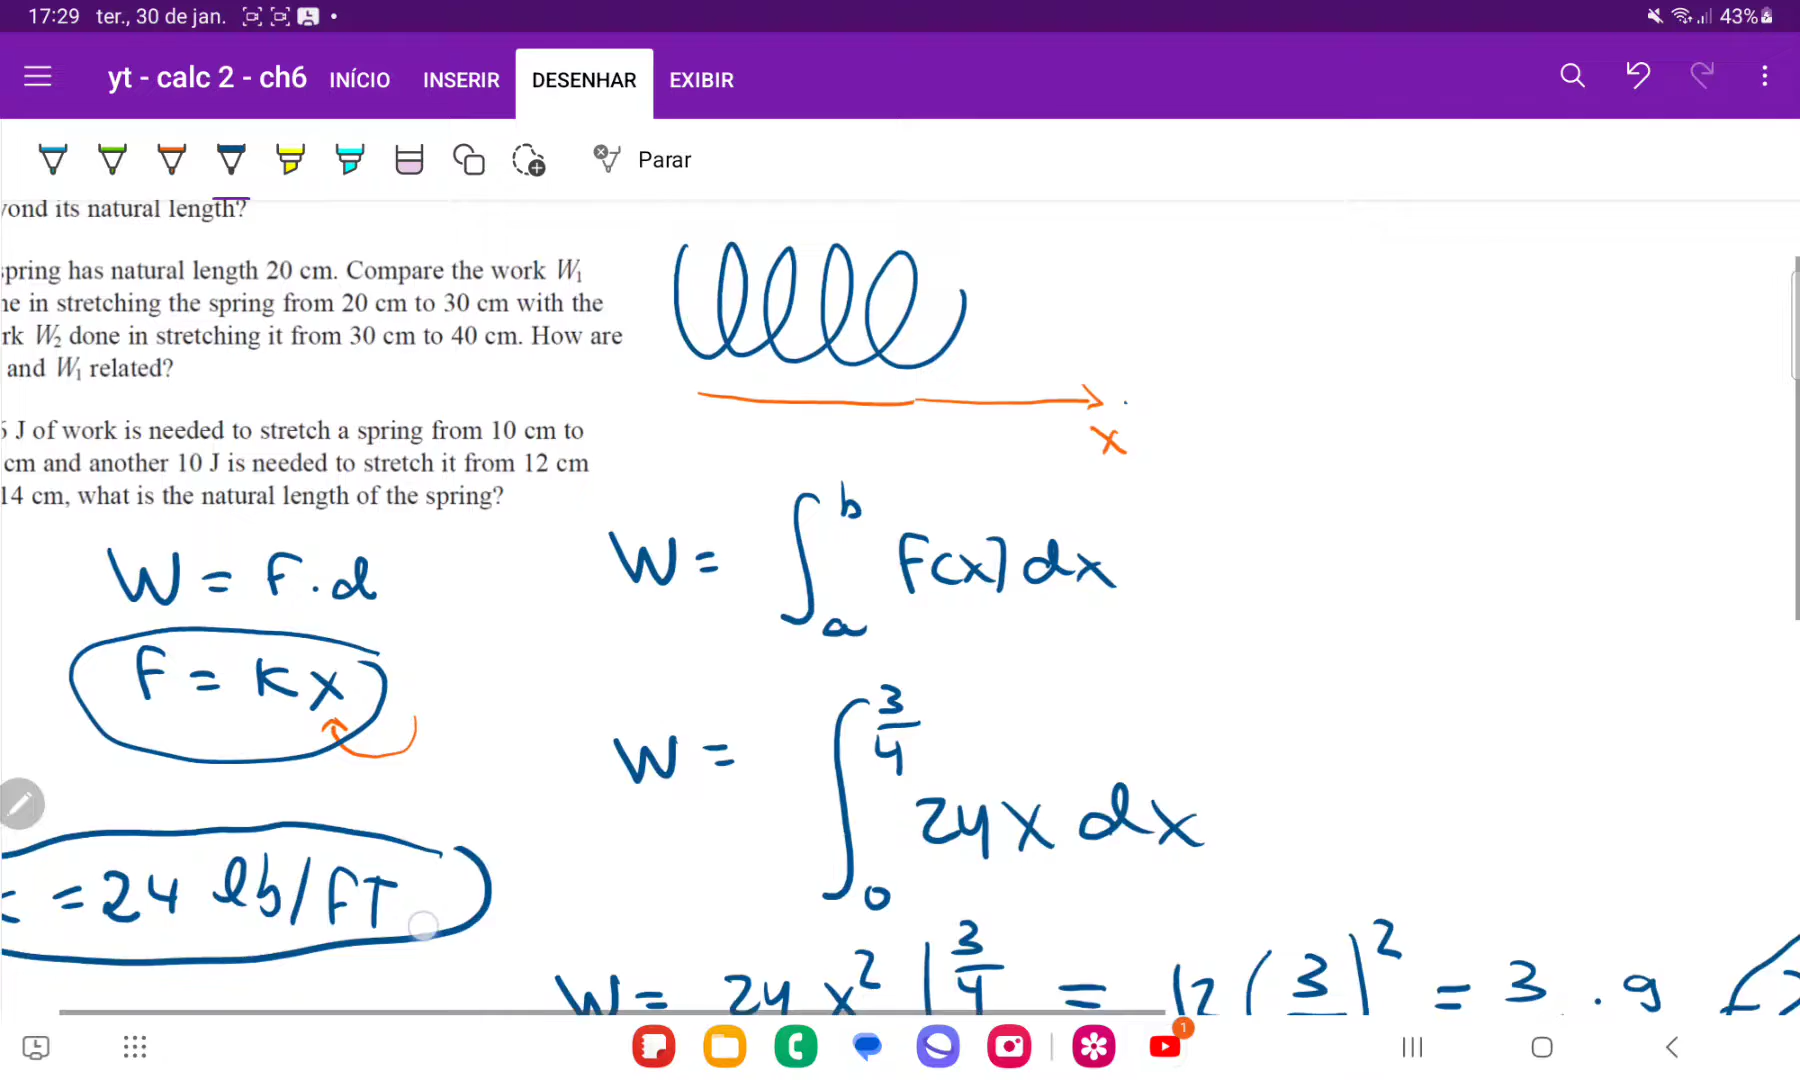 17:29 ter., 30 de jan. 43%
yt - calc 2 - ch6 INÍCIO INSERIR DESENHAR EXIBIR
Parar
yond its natural length?
spring has natural length 20 cm. Compare the work W₁
ne in stretching the spring from 20 cm to 30 cm with the
rk W₂ done in stretching it from 30 cm to 40 cm. How are
and W₁ related?
6 J of work is needed to stretch a spring from 10 cm to
cm and another 10 J is needed to stretch it from 12 cm
14 cm, what is the natural length of the spring?
x
W = F . d
F = Kx
= 24 lb/FT
W = ∫ₐᵇ F(x) dx
W = ∫₀^(3/4) 24x dx
W = 24 x² |^(3/4) = 12 (3)² = 3 . 9
1